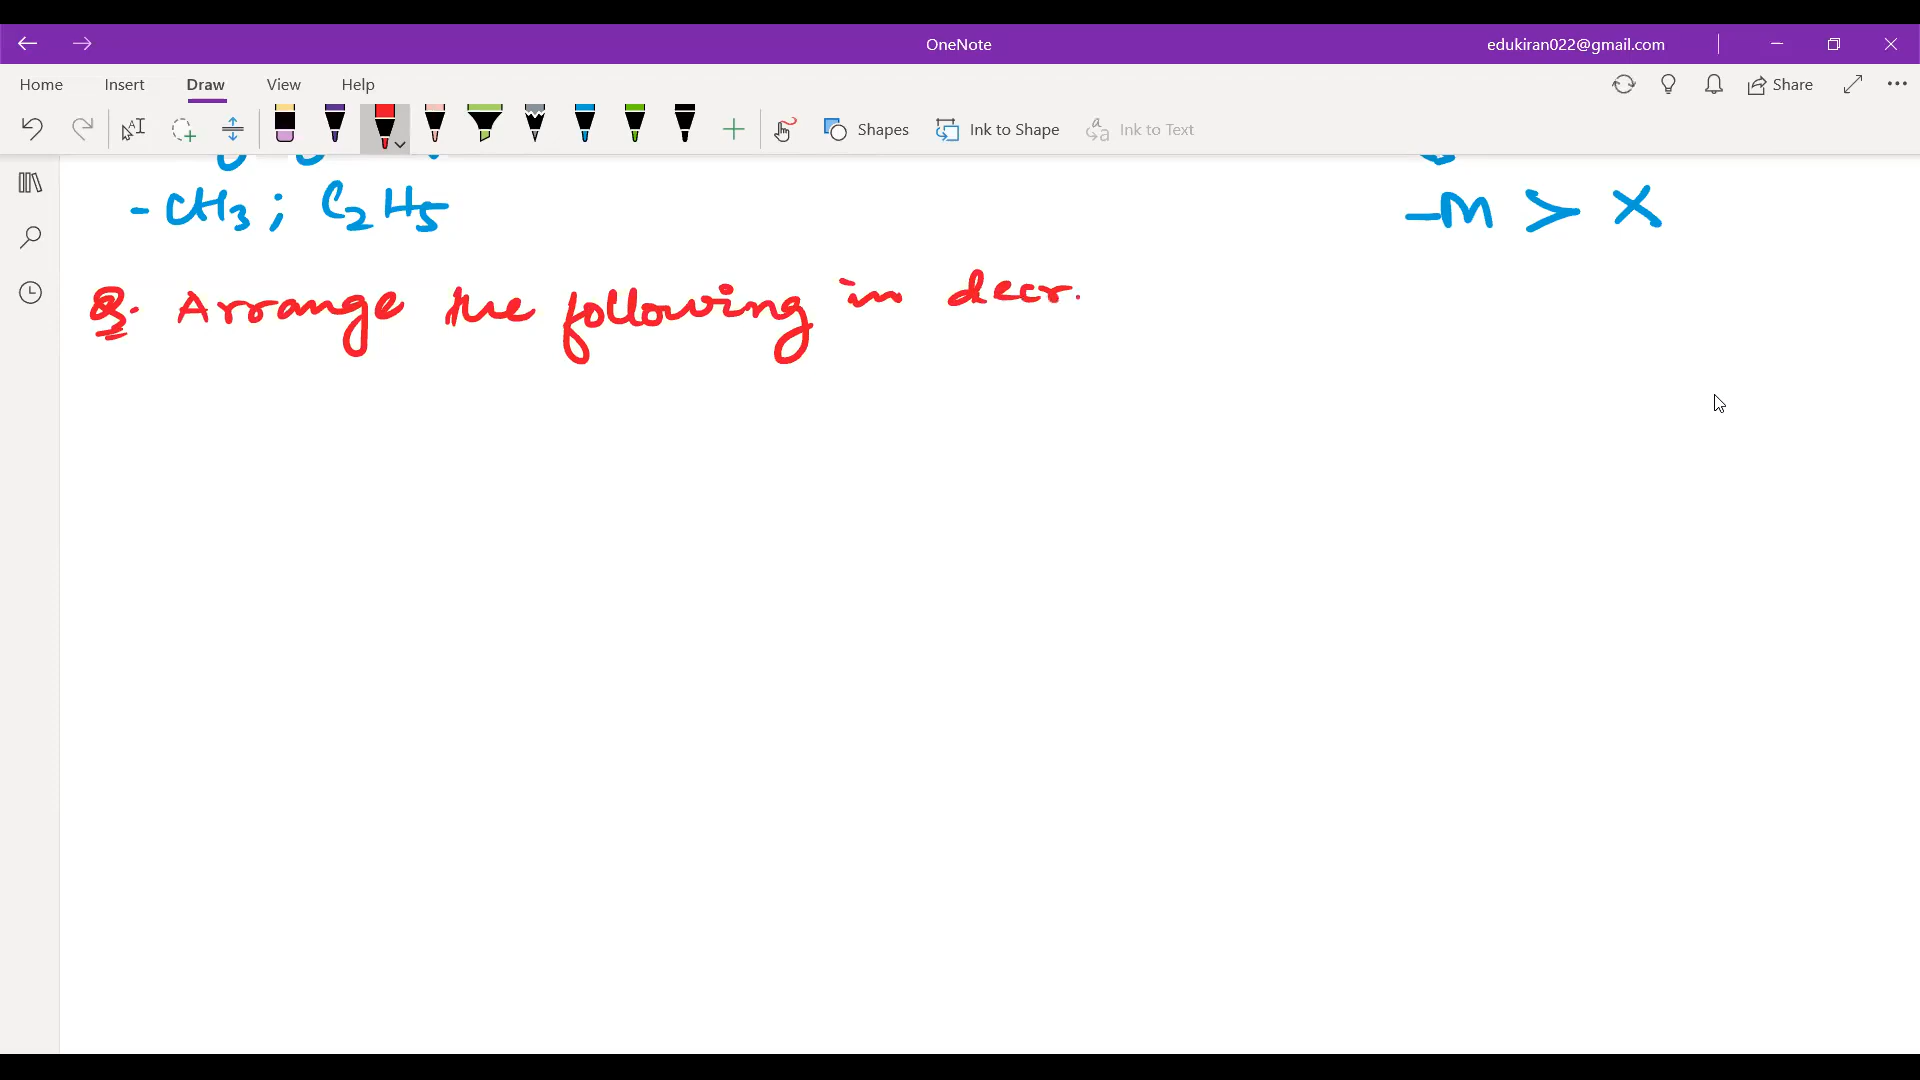 OneNote
edukiran022@gmail.com
Home Insert Draw View Help
Share
Shapes Ink to Shape Ink to Text
- CH3 ; C2H5
-M > X
Q. Arrange the following in decr.